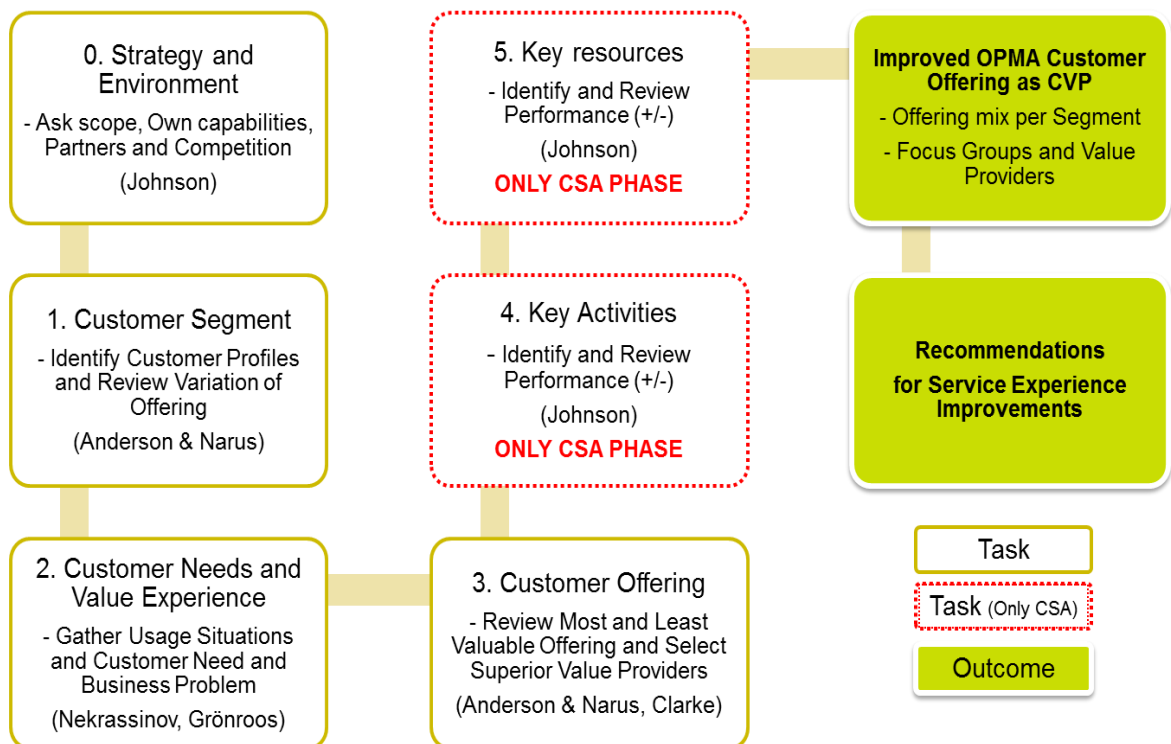 0. Strategy and
Environment
- Ask scope, Own capabilities,
Partners and Competition
(Johnson)
1. Customer Segment
- Identify Customer Profiles
and Review Variation of
Offering
(Anderson & Narus)
2. Customer Needs and
Value Experience
- Gather Usage Situations
and Customer Need and
Business Problem
(Nekrassinov, Grönroos)
3. Customer Offering
- Review Most and Least
Valuable Offering and Select
Superior Value Providers
(Anderson & Narus, Clarke)
4. Key Activities
- Identify and Review
Performance (+/-)
(Johnson)
ONLY CSA PHASE
5. Key resources
- Identify and Review
Performance (+/-)
(Johnson)
ONLY CSA PHASE
Improved OPMA Customer
Offering as CVP
- Offering mix per Segment
- Focus Groups and Value
Providers
Recommendations
for Service Experience
Improvements
Task
Task (Only CSA)
Outcome